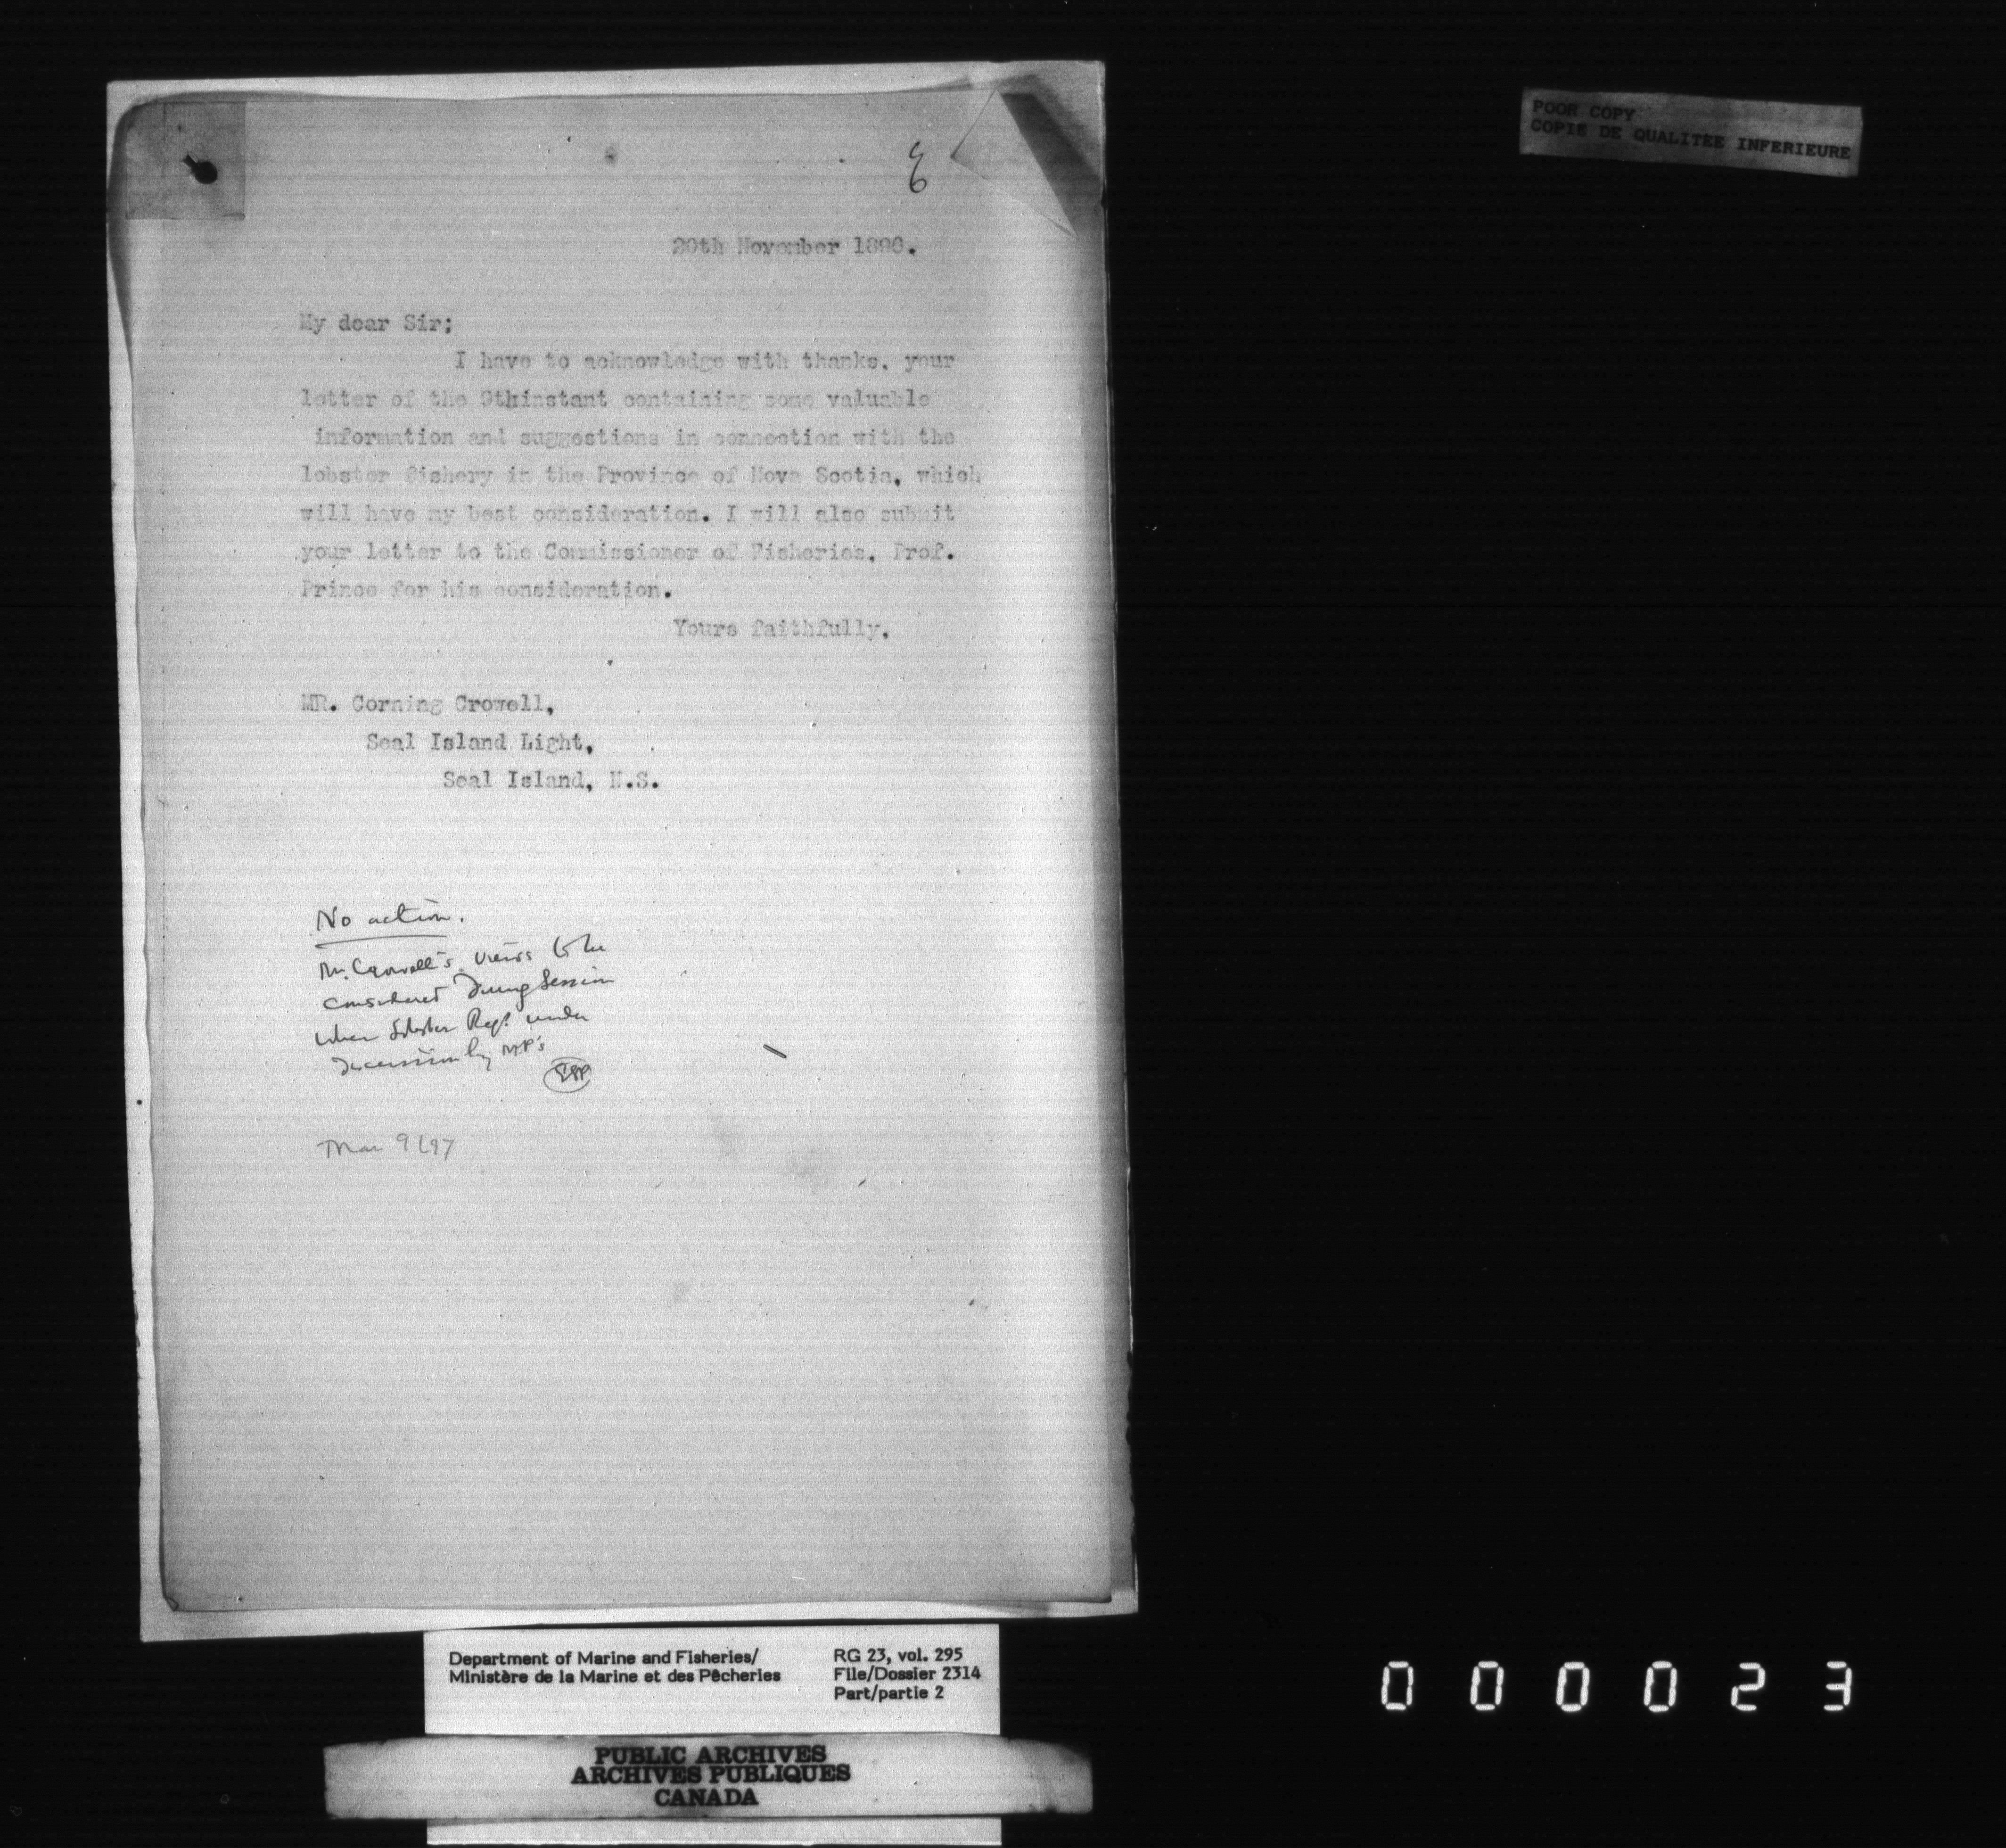 POOR COPY
COPIE DE QUALITEE INFERIEURE
20th November 1896.
My dear Sir;
I have to acknowledge with thanks, your
letter of the 9thinstant containing some valuable
information and suggestions in connection with the
lobster fishery in the Province of Nova Scotia, which
will have my best consideration. I will also submit
your letter to the Commissioner of Fisheries, Prof.
Prince for his consideration.
Yours faithfully,
MR. Corning Crowell,
Seal Island Light,
Seal Island, N.S.
No action.
Mr. Crowell's views to be
considered During Session
when Lobster Regs. under
Discussion by M.P's
EEP
Mar 9/97
Department of Marine and Fisheries/
Ministère de la Marine et des Pêcheries
RG 23, vol. 295
File/Dossier 2314
Part/partie 2
PUBLIC ARCHIVES
ARCHIVES PUBLIQUES
CANADA
000023